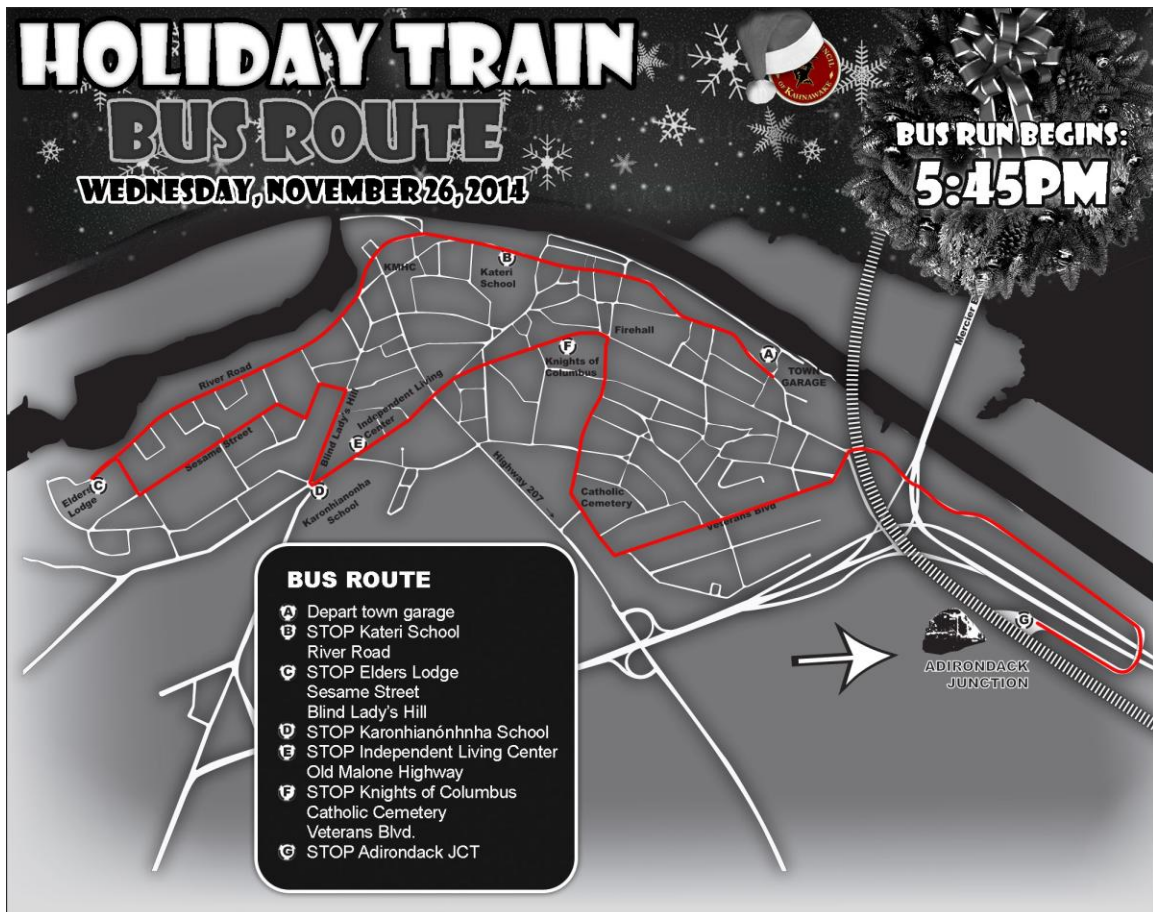 HOLIDAY TRAIN
BUS ROUTE
WEDNESDAY, NOVEMBER 26, 2014
OF KAHNAWAKE
BUS RUN BEGINS:
5:45PM
KMHC
B
Kateri
School
Mercier
River Road
Firehall
F
Knights of
Columbus
A
TOWN
GARAGE
Independent Living
Center
E
Blind Lady's Hill
Sesame Street
Elders
Lodge
C
D
Karonhianonha
School
Highway 207 →
Catholic
Cemetery
Veterans Blvd
G
ADIRONDACK
JUNCTION
BUS ROUTE
A Depart town garage
B STOP Kateri School
River Road
C STOP Elders Lodge
Sesame Street
Blind Lady's Hill
D STOP Karonhianónhnha School
E STOP Independent Living Center
Old Malone Highway
F STOP Knights of Columbus
Catholic Cemetery
Veterans Blvd.
G STOP Adirondack JCT